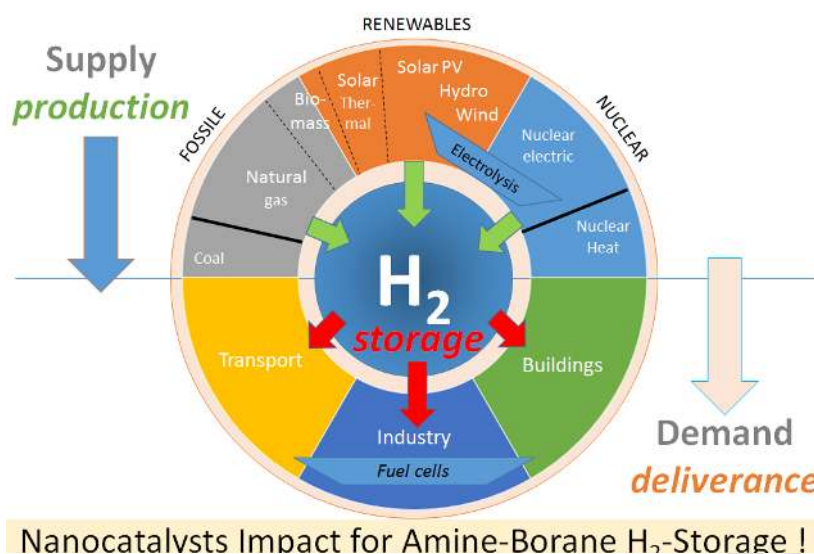 RENEWABLES
Supply
production
FOSSILE
NUCLEAR
Bio-
mass
Solar
Ther-
mal
Solar PV
Hydro
Wind
Electrolysis
Nuclear
electric
Natural
gas
Nuclear
Heat
Coal
H2
storage
Transport
Buildings
Industry
Fuel cells
Demand
deliverance
Nanocatalysts Impact for Amine-Borane H2-Storage !